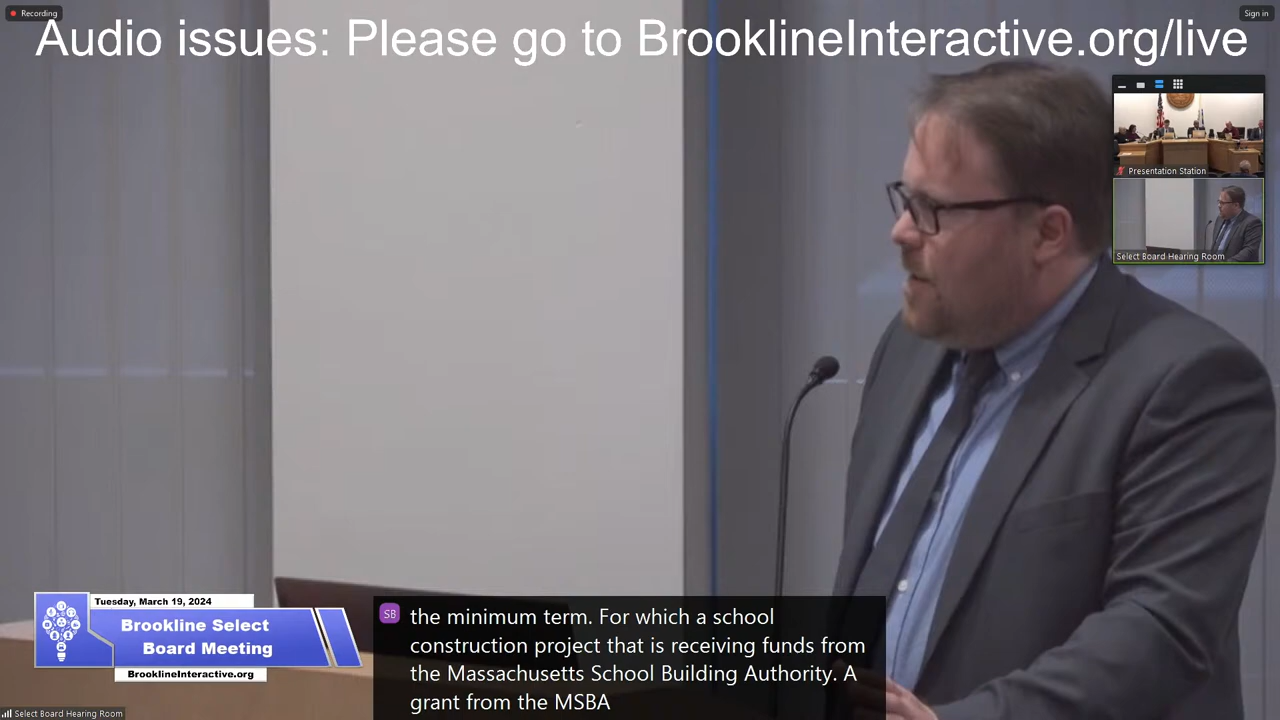 Recording
Sign in
Audio issues: Please go to BrooklineInteractive.org/live
Presentation Station
Select Board Hearing Room
Tuesday, March 19, 2024
Brookline Select
Board Meeting
BrooklineInteractive.org
SB
the minimum term. For which a school
construction project that is receiving funds from
the Massachusetts School Building Authority. A
grant from the MSBA
Select Board Hearing Room